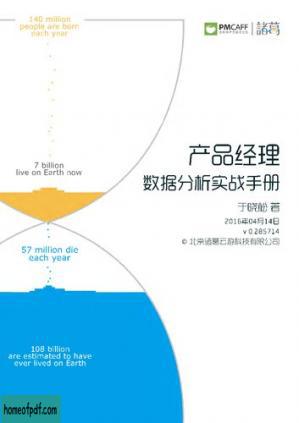 140 million
people are born
each year
PMCAFF
諸葛
7 billion
live on Earth now
产品经理
数据分析实战手册
于晓松 著
2016年04月14日
v 0.285714
© 北京诸葛云游科技有限公司
57 million die
each year
108 billion
are estimated to have
ever lived on Earth
homeofpdf.com